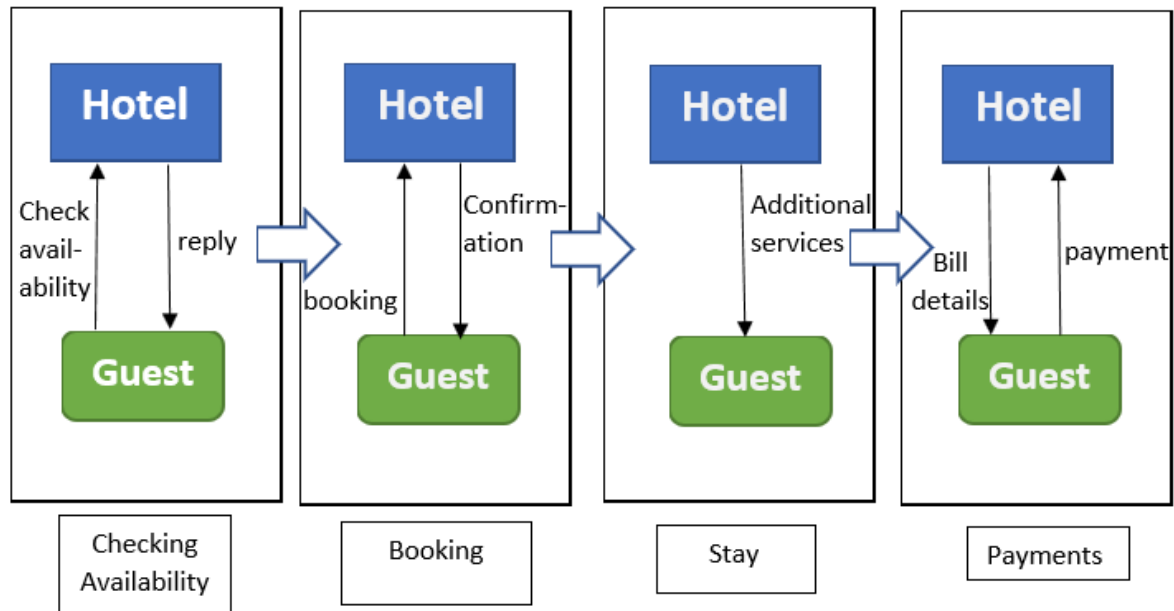 Hotel
Check
avail-
ability
reply
Guest
Checking
Availability
Hotel
booking
Confirm-
ation
Guest
Booking
Hotel
Additional
services
Guest
Stay
Hotel
Bill
details
payment
Guest
Payments